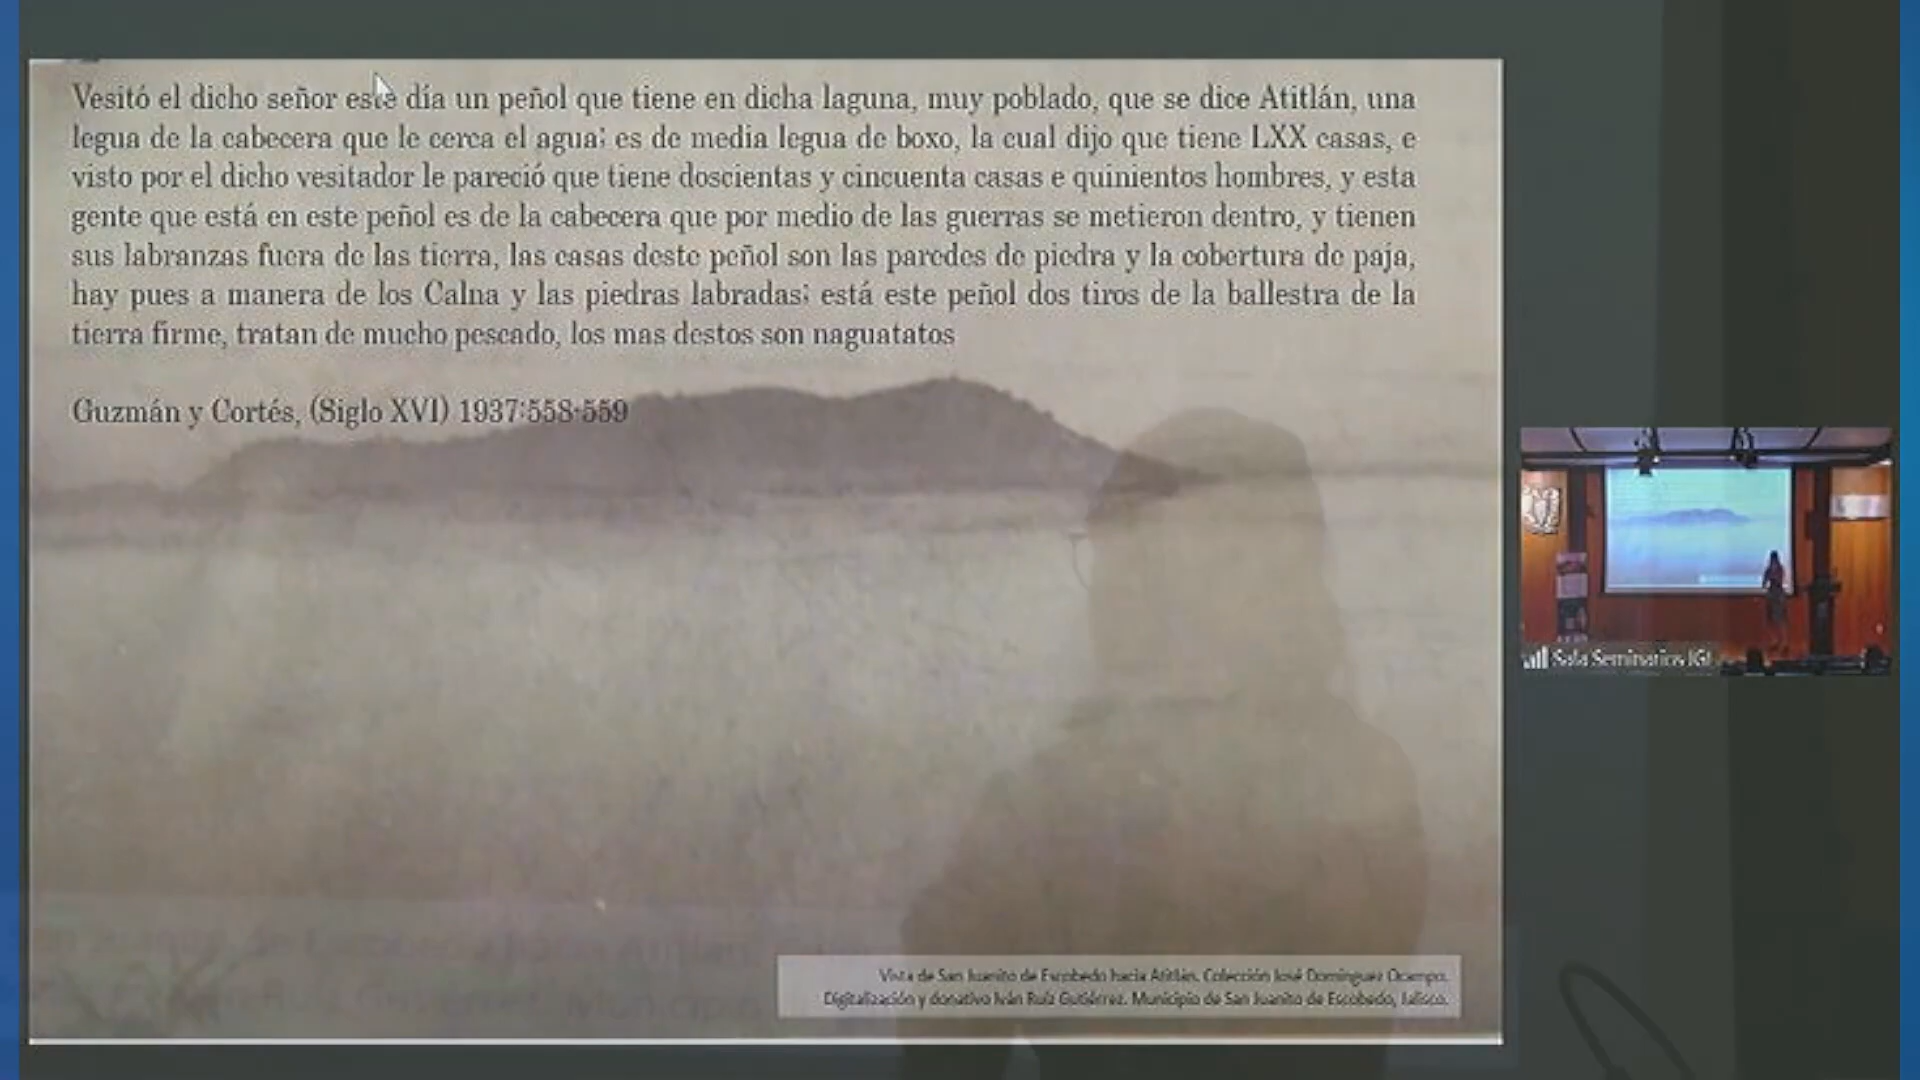 Vesitó el dicho señor este día un peñol que tiene en dicha laguna, muy poblado, que se dice Atitlán, una
legua de la cabecera que le cerca el agua; es de media legua de boxo, la cual dijo que tiene LXX casas, e
visto por el dicho vesitador le pareció que tiene doscientas y cincuenta casas e quinientos hombres, y esta
gente que está en este peñol es de la cabecera que por medio de las guerras se metieron dentro, y tienen
sus labranzas fuera de las tierra, las casas deste peñol son las paredes de piedra y la cobertura de paja,
hay pues a manera de los Calna y las piedras labradas; está este peñol dos tiros de la ballestra de la
tierra firme, tratan de mucho pescado, los mas destos son naguatatos
Guzmán y Cortés, (Siglo XVI) 1937:558-559
Vista de San Juanito de Escobedo hacia Atitlán. Colección José Domínguez Ocampo.
Digitalización y donativo Iván Ruíz Gutiérrez. Municipio de San Juanito de Escobedo, Jalisco.
Sala Seminarios IGL